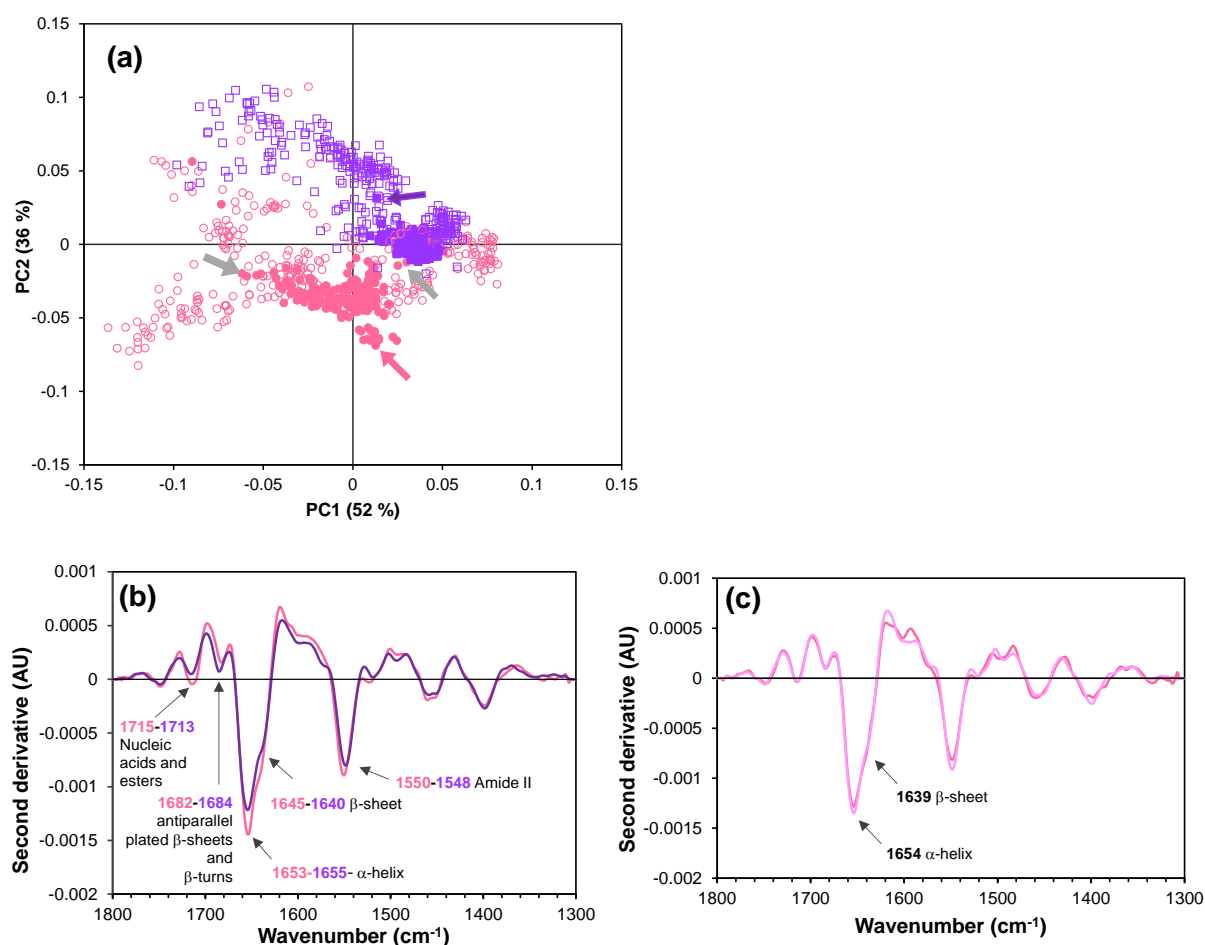 (a)
0.15
0.1
0.05
0
-0.05
-0.1
-0.15
-0.15 -0.1 -0.05 0 0.05 0.1 0.15
PC2 (36 %)
PC1 (52 %)
(b)
0.001
0.0005
0
-0.0005
-0.001
-0.0015
-0.002
1800 1700 1600 1500 1400 1300
Second derivative (AU)
Wavenumber (cm⁻¹)
1715-1713
Nucleic
acids and
esters
1682-1684
antiparallel
plated β-sheets
and
β-turns
1645-1640 β-sheet
1653-1655- α-helix
1550-1548 Amide II
(c)
0.001
0.0005
0
-0.0005
-0.001
-0.0015
-0.002
1800 1700 1600 1500 1400 1300
Second derivative (AU)
Wavenumber (cm⁻¹)
1639 β-sheet
1654 α-helix